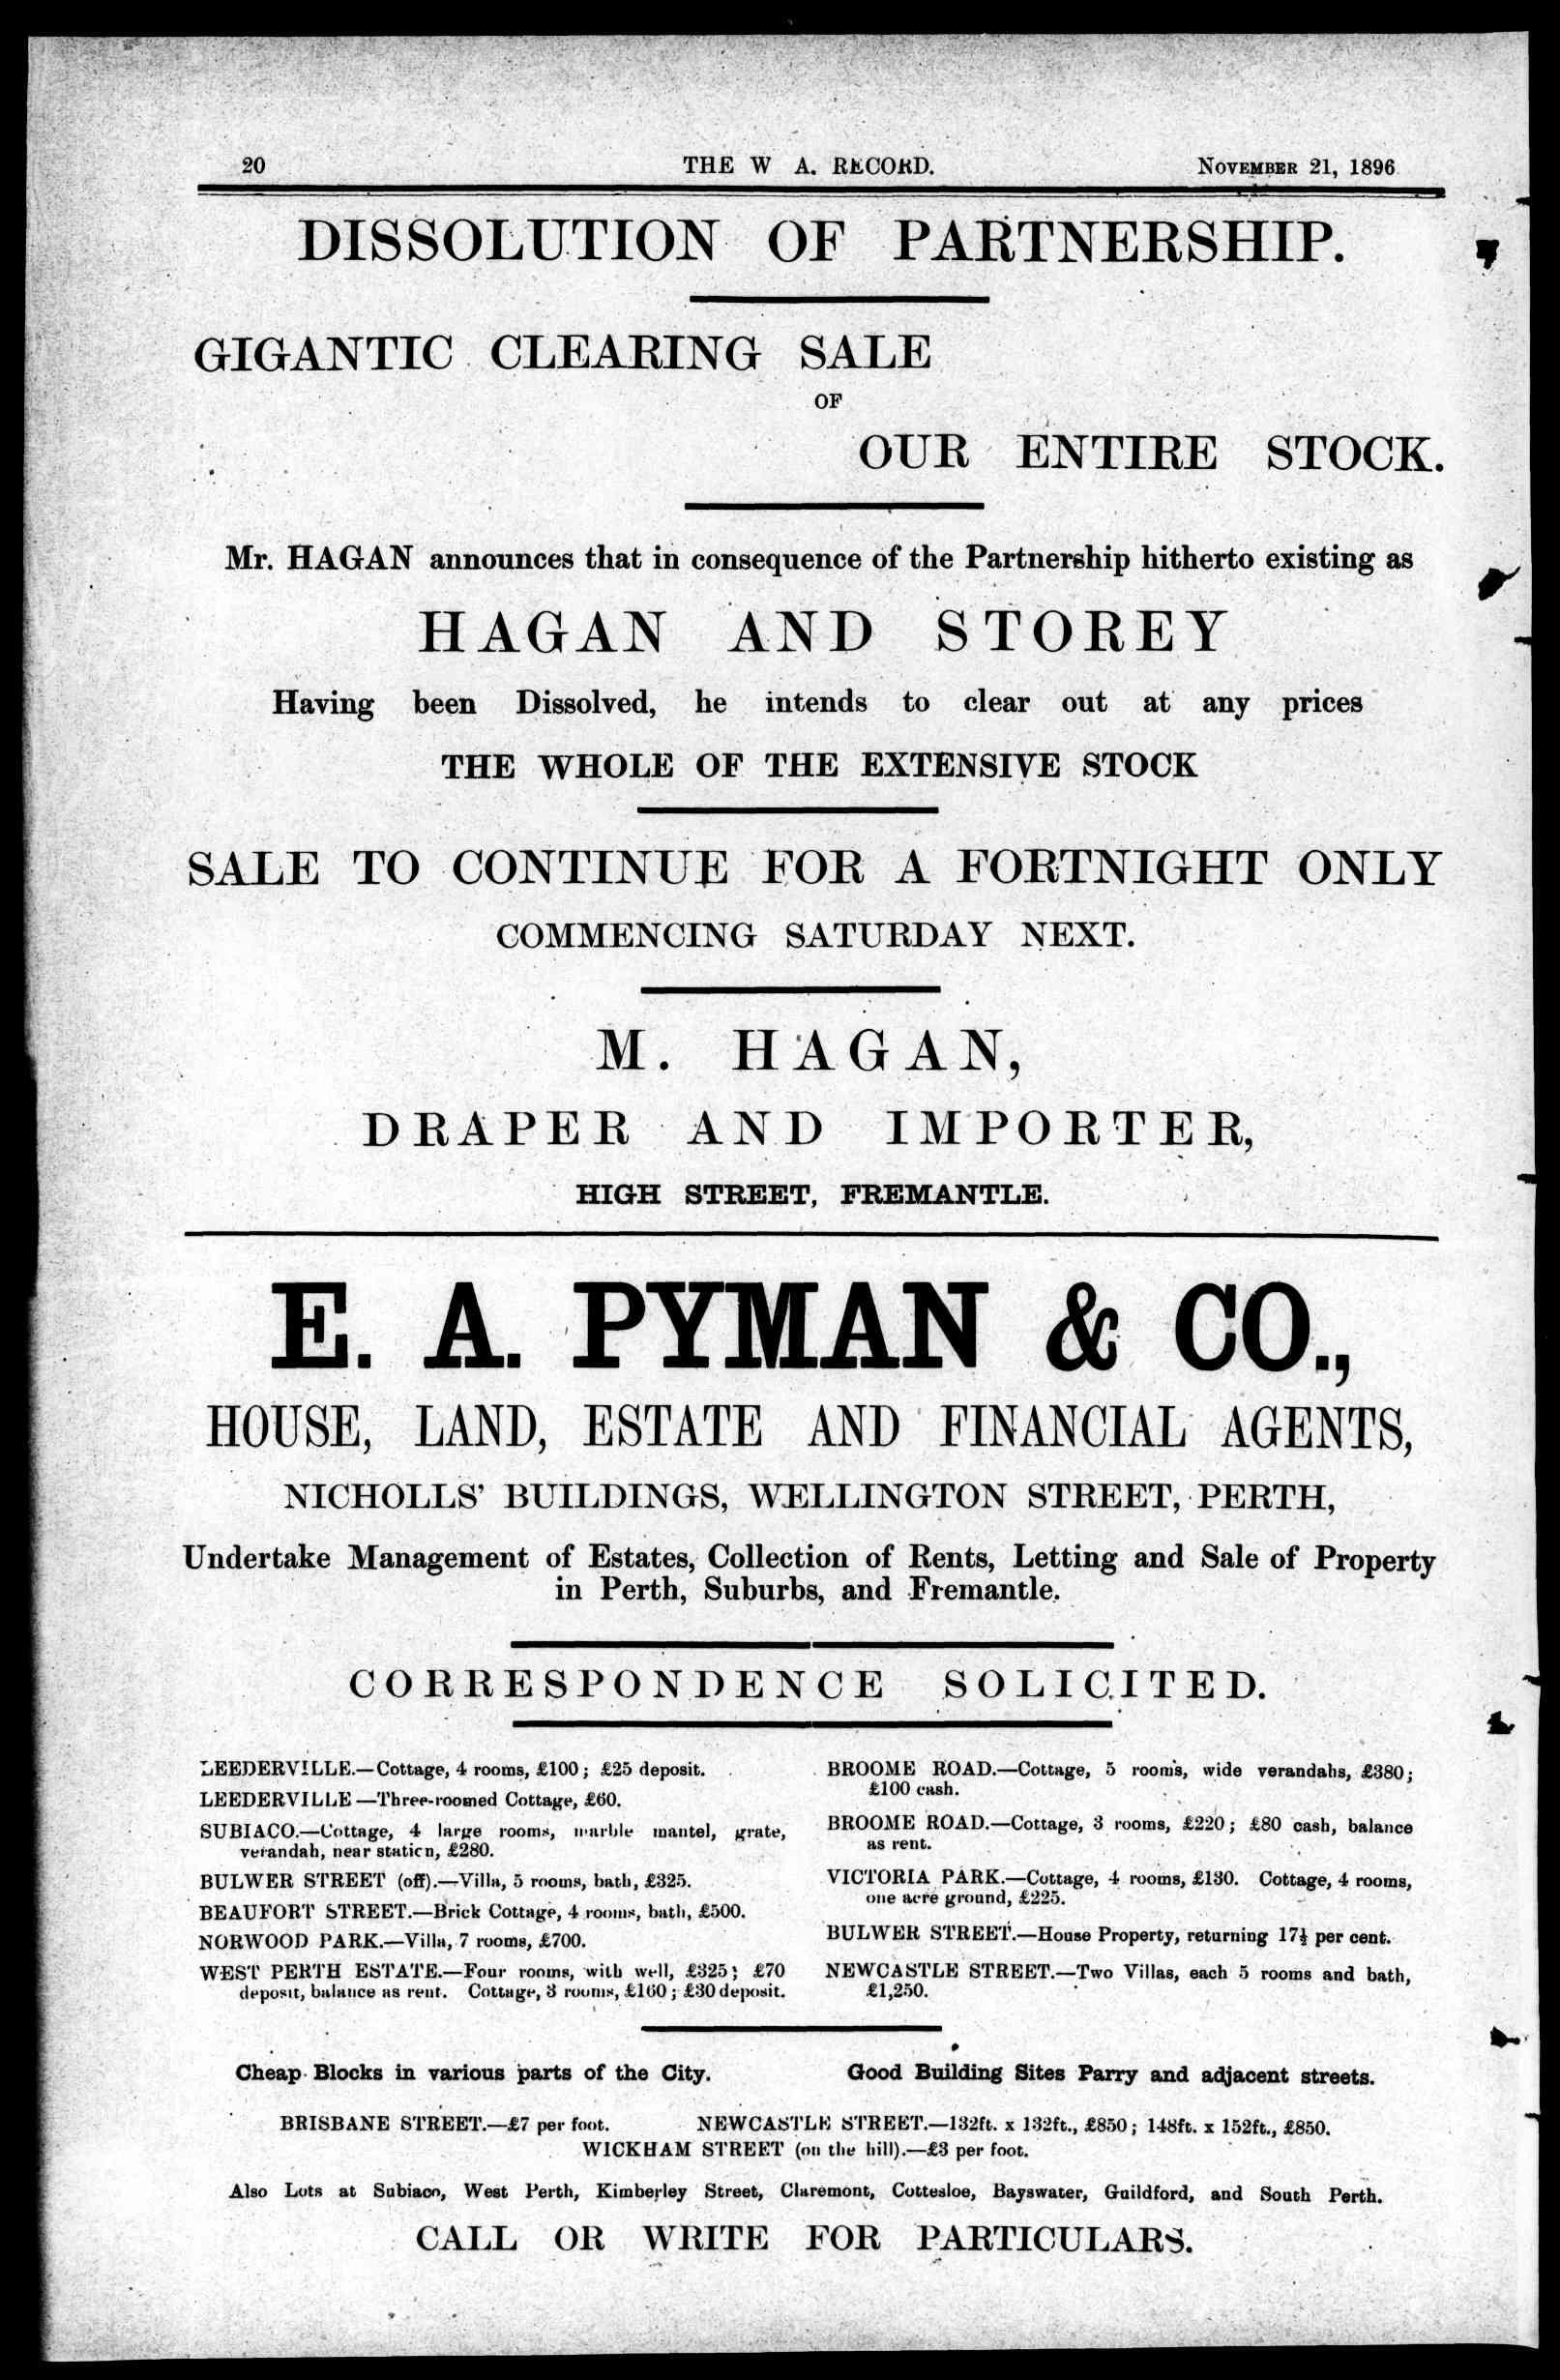 20
THE W A. RECORD.
NOVEMBER 21, 1896
DISSOLUTION OF PARTNERSHIP.
GIGANTIC CLEARING SALE
OF
OUR ENTIRE STOCK.
Mr. HAGAN announces that in consequence of the Partnership hitherto existing as
HAGAN AND STOREY
Having been Dissolved, he intends to clear out at any prices
THE WHOLE OF THE EXTENSIVE STOCK
SALE TO CONTINUE FOR A FORTNIGHT ONLY
COMMENCING SATURDAY NEXT.
M. HAGAN,
DRAPER AND IMPORTER,
HIGH STREET, FREMANTLE.
E. A. PYMAN & CO.,
HOUSE, LAND, ESTATE AND FINANCIAL AGENTS,
NICHOLLS' BUILDINGS, WELLINGTON STREET, PERTH,
Undertake Management of Estates, Collection of Rents, Letting and Sale of Property
in Perth, Suburbs, and Fremantle.
CORRESPONDENCE SOLICITED.
LEEDERVILLE.—Cottage, 4 rooms, £100; £25 deposit.
LEEDERVILLE—Three-roomed Cottage, £60.
SUBIACO.—Cottage, 4 large rooms, marble mantel, grate,
verandah, near station, £280.
BULWER STREET (off).—Villa, 5 rooms, bath, £325.
BEAUFORT STREET.—Brick Cottage, 4 rooms, bath, £500.
NORWOOD PARK.—Villa, 7 rooms, £700.
WEST PERTH ESTATE.—Four rooms, with well, £325; £70
deposit, balance as rent. Cottage, 3 rooms, £160; £30 deposit.
BROOME ROAD.—Cottage, 5 rooms, wide verandahs, £380;
£100 cash.
BROOME ROAD.—Cottage, 3 rooms, £220; £80 cash, balance
as rent.
VICTORIA PARK.—Cottage, 4 rooms, £130. Cottage, 4 rooms,
one acre ground, £225.
BULWER STREET.—House Property, returning 17½ per cent.
NEWCASTLE STREET.—Two Villas, each 5 rooms and bath,
£1,250.
Cheap Blocks in various parts of the City.
Good Building Sites Parry and adjacent streets.
BRISBANE STREET.—£7 per foot.
NEWCASTLE STREET.—132ft. x 132ft., £850; 148ft. x 152ft., £850.
WICKHAM STREET (on the hill).—£3 per foot.
Also Lots at Subiaco, West Perth, Kimberley Street, Claremont, Cottesloe, Bayswater, Guildford, and South Perth.
CALL OR WRITE FOR PARTICULARS.